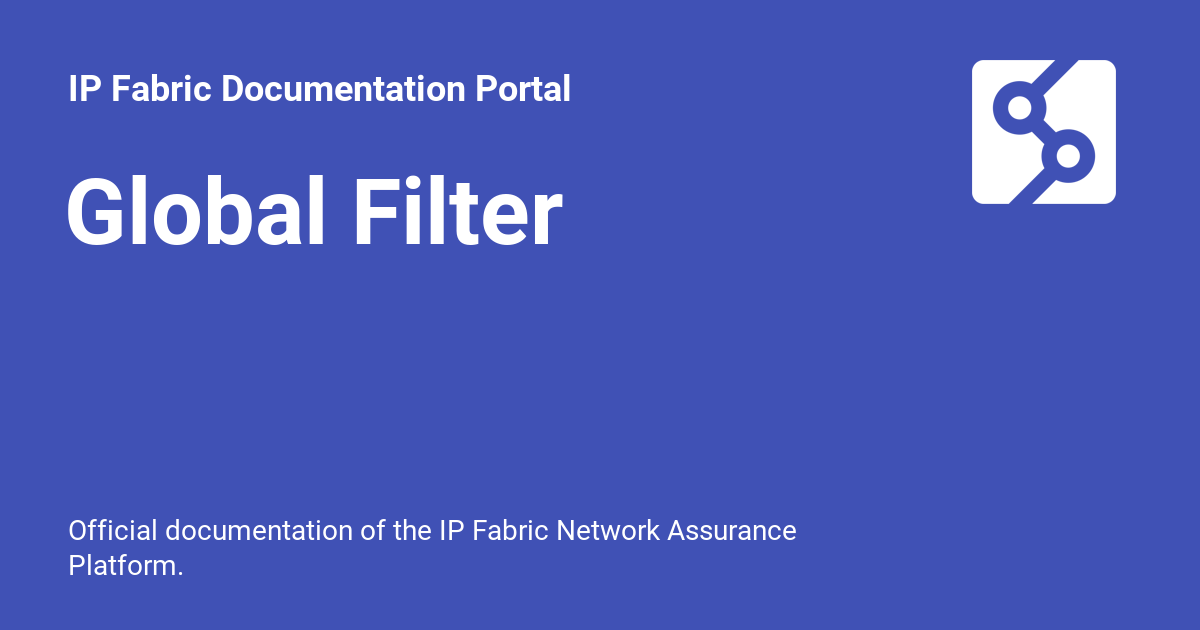 IP Fabric Documentation Portal
Global Filter
Official documentation of the IP Fabric Network Assurance
Platform.